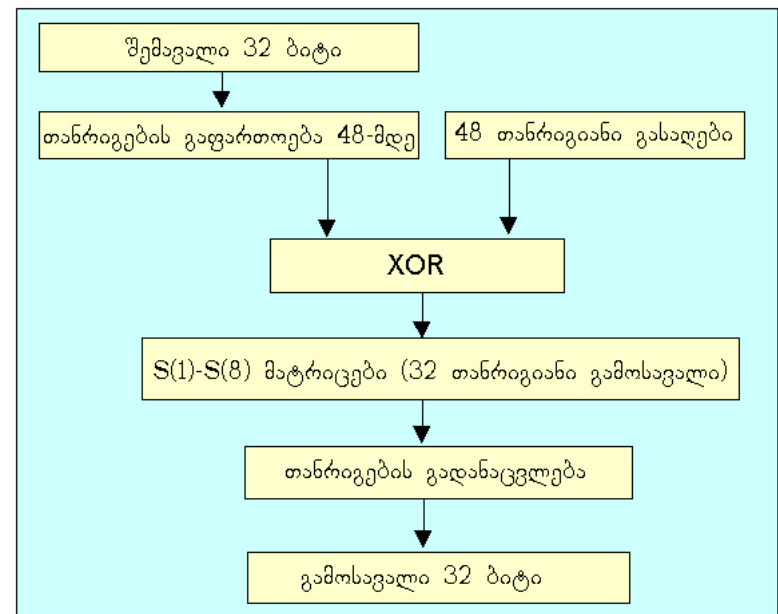 შემავალი 32 ბიტი
თანრიგების გაფართოება 48-მდე
48 თანრიგიანი გასაღები
XOR
S(1)-S(8) მატრიცები (32 თანრიგიანი გამოსავალი)
თანრიგების გადანაცვლება
გამოსავალი 32 ბიტი